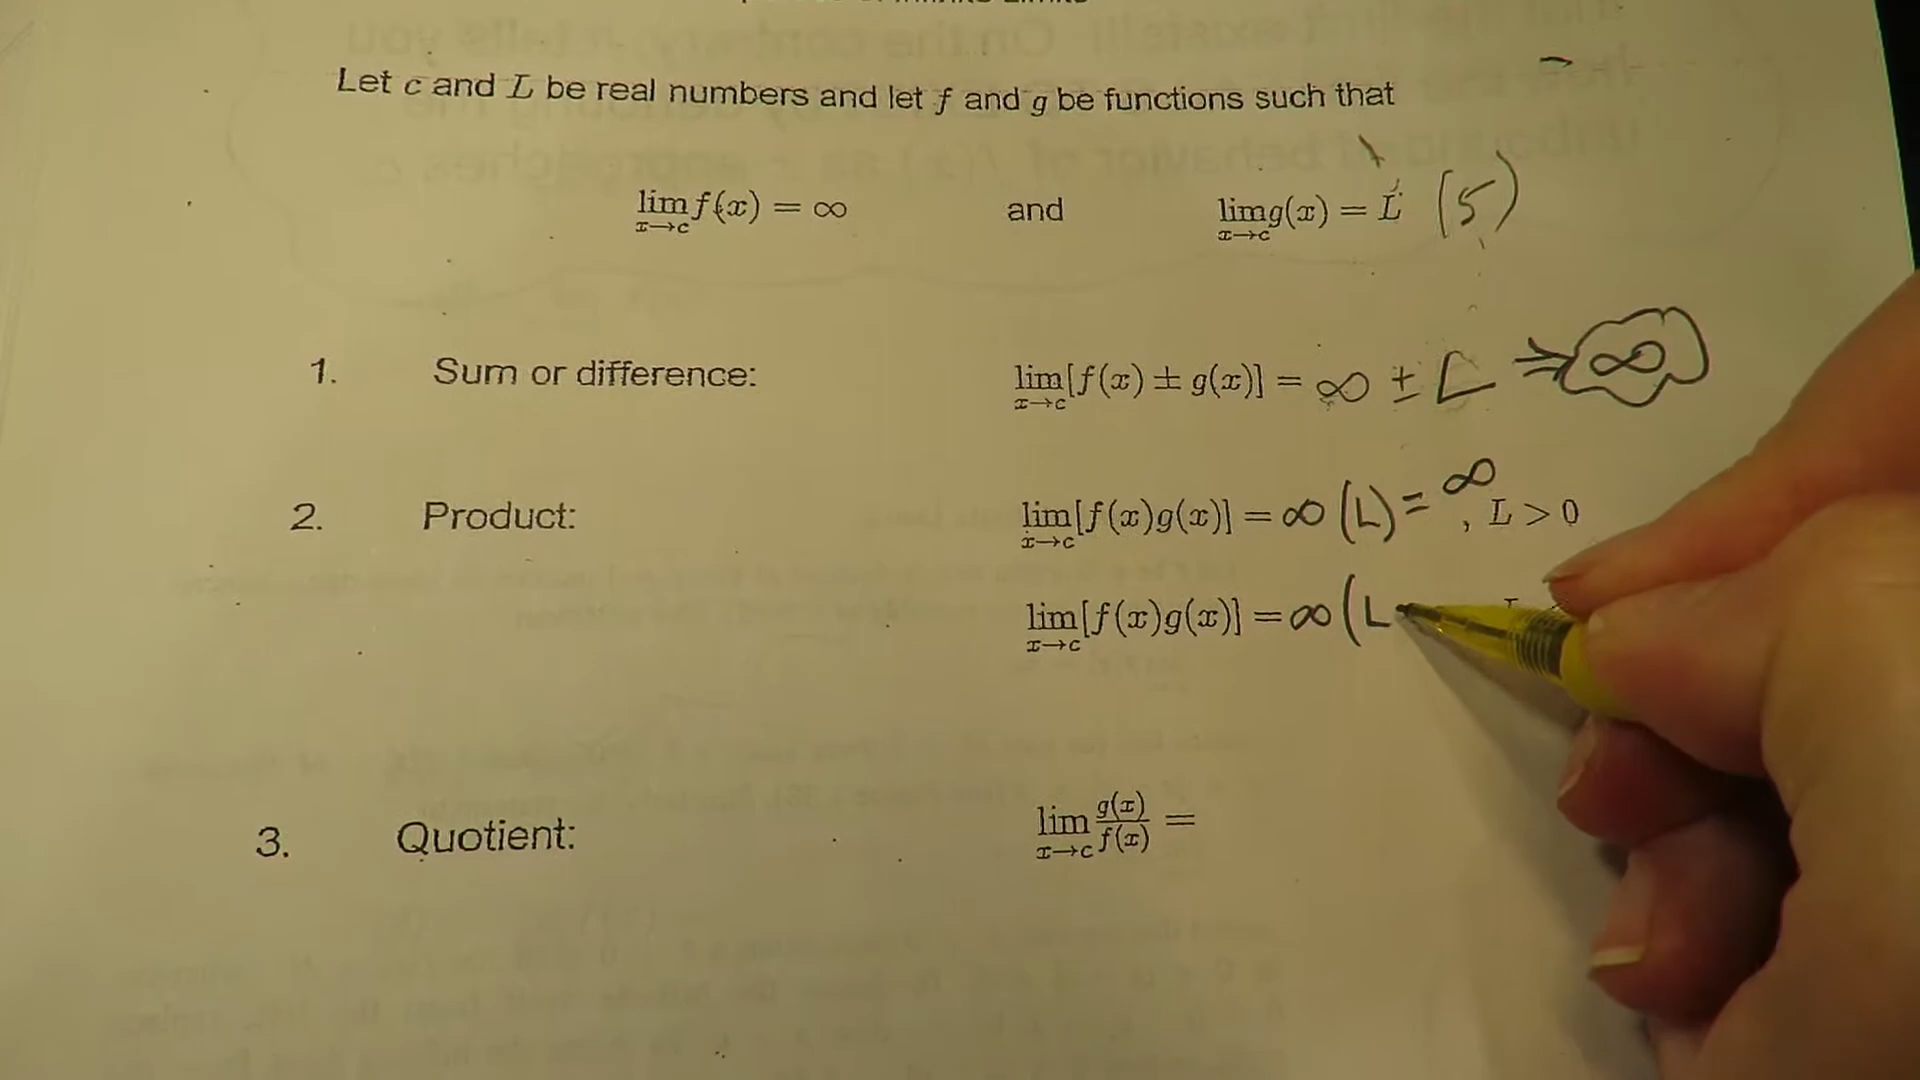 Let c and L be real numbers and let f and g be functions such that
lim x→c f(x) = ∞ and lim x→c g(x) = L (5)
1. Sum or difference: lim x→c [f(x) ± g(x)] = ∞ ± L ⇒ ∞
2. Product: lim x→c [f(x)g(x)] = ∞ (L) = ∞ , L > 0
lim x→c [f(x)g(x)] = ∞ (L
3. Quotient: lim x→c g(x)/f(x) =